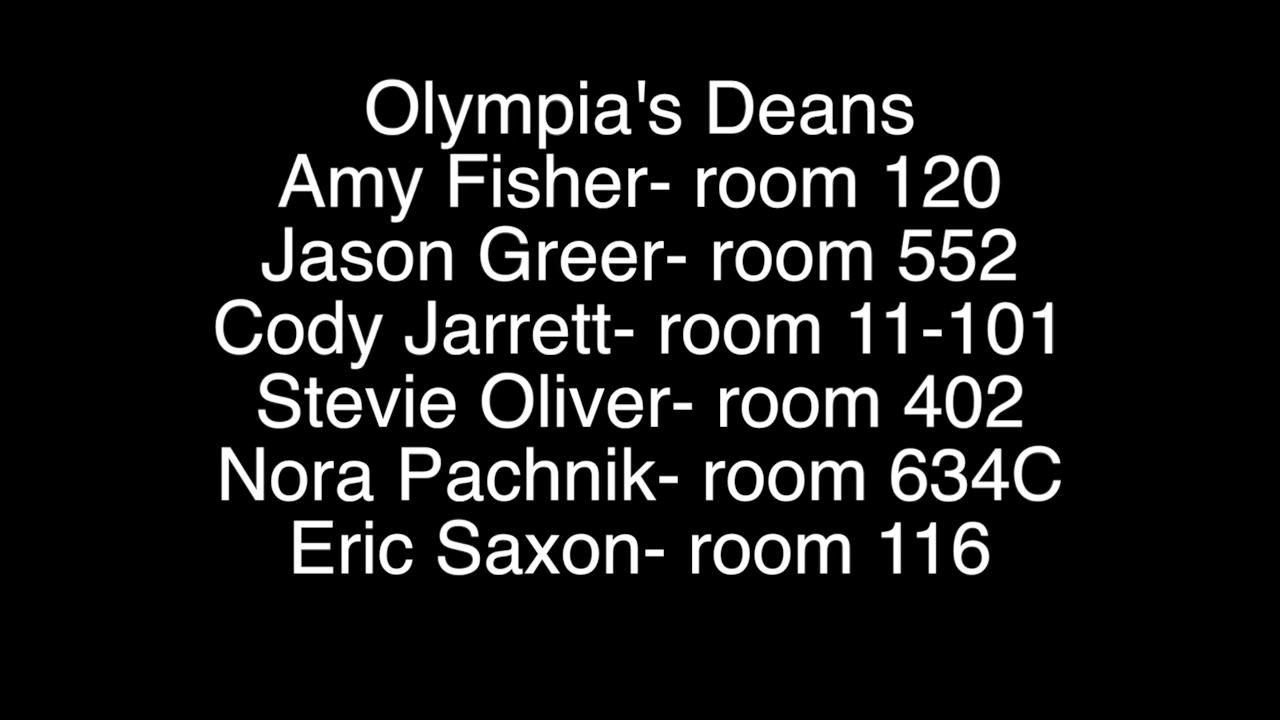 Olympia's Deans
Amy Fisher- room 120
Jason Greer- room 552
Cody Jarrett- room 11-101
Stevie Oliver- room 402
Nora Pachnik- room 634C
Eric Saxon- room 116